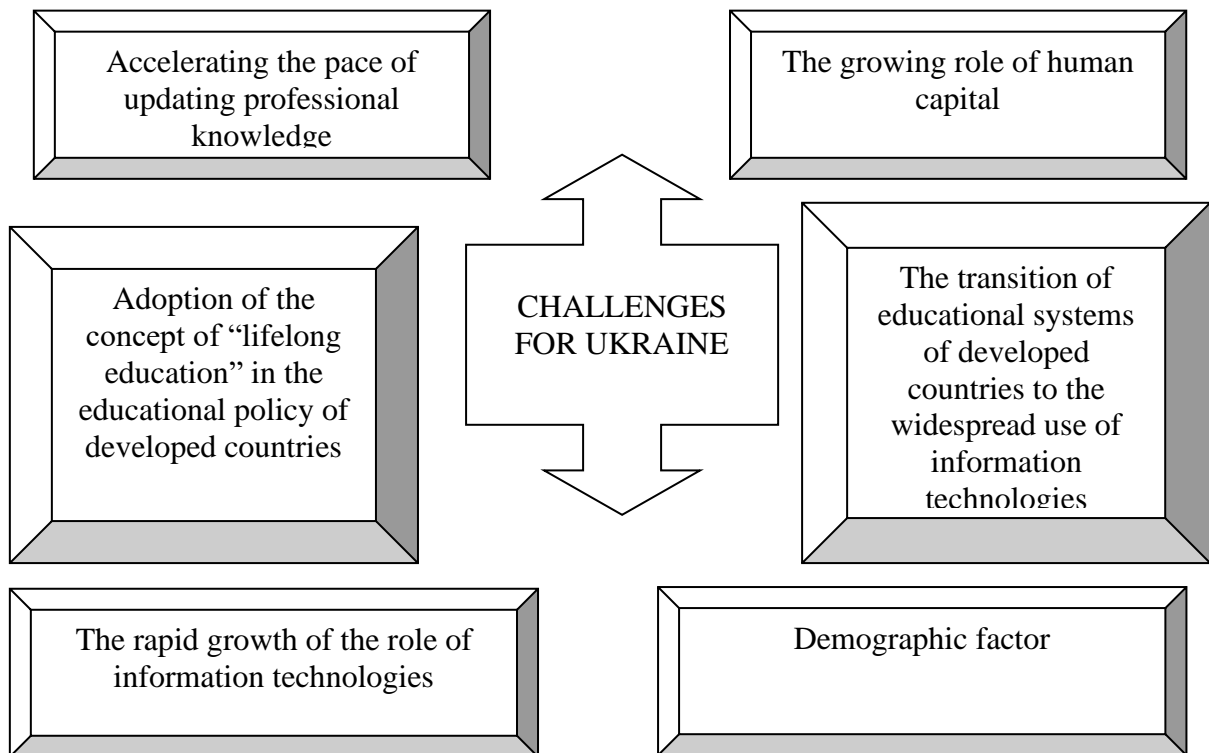 Accelerating the pace of
updating professional
knowledge
The growing role of human
capital
Adoption of the
concept of “lifelong
education” in the
educational policy of
developed countries
CHALLENGES
FOR UKRAINE
The transition of
educational systems
of developed
countries to the
widespread use of
information
technologies
The rapid growth of the role of
information technologies
Demographic factor